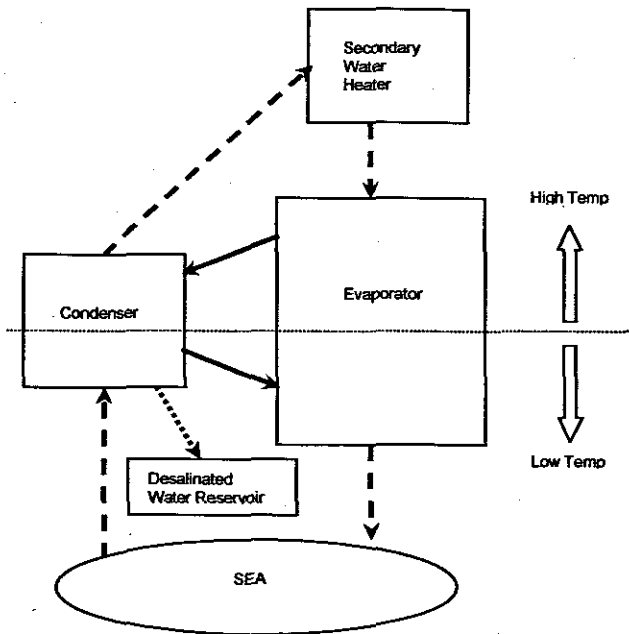 Secondary
Water
Heater
High Temp
Evaporator
Condenser
Low Temp
Desalinated
Water Reservoir
SEA